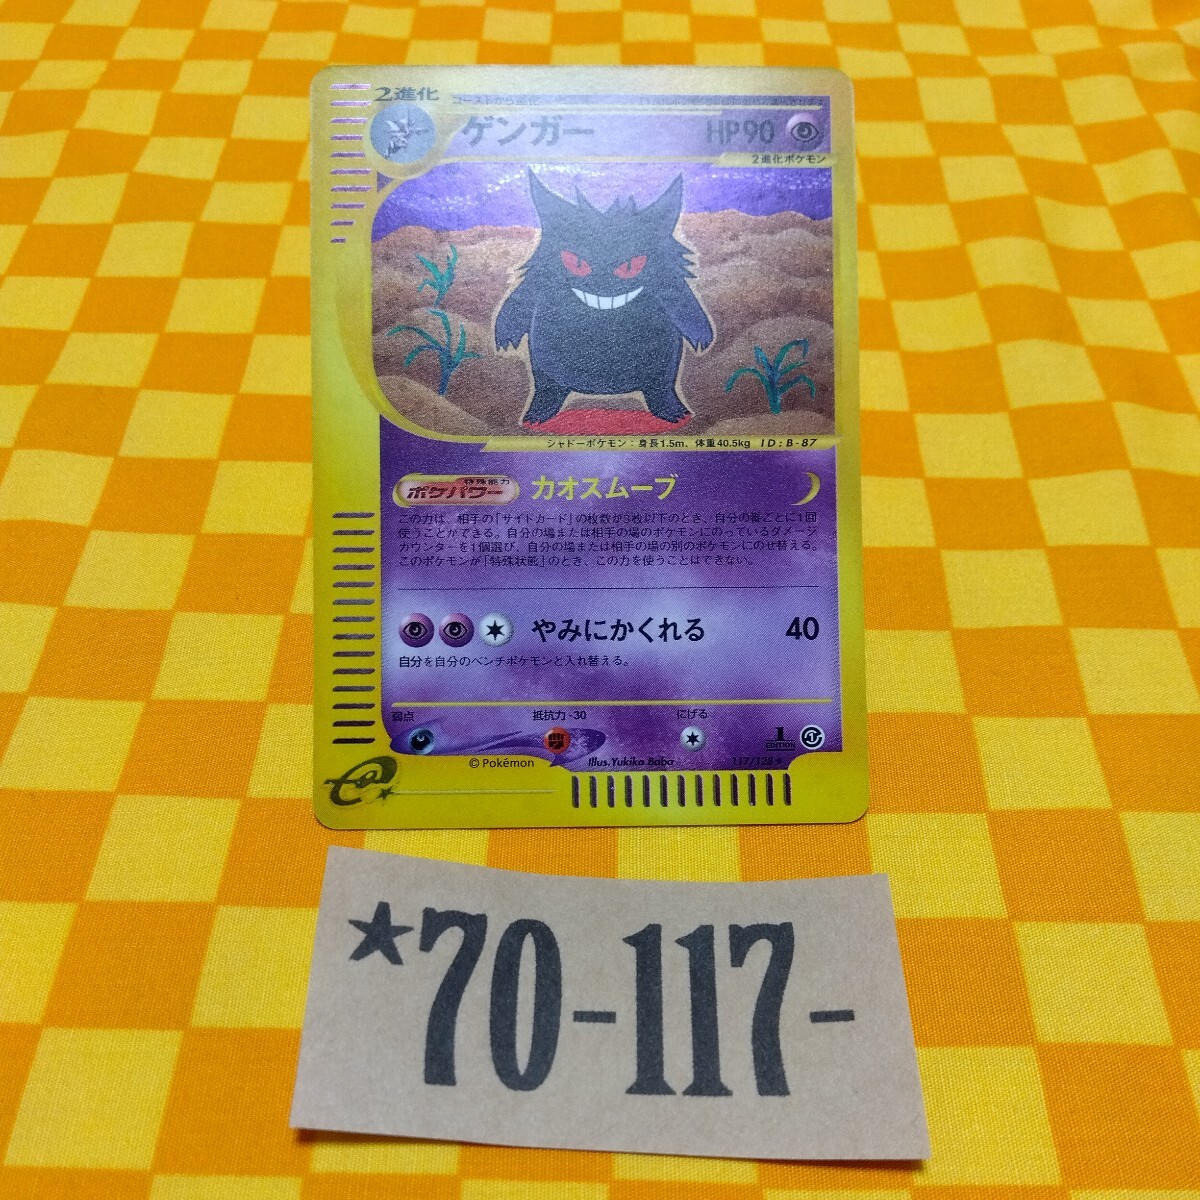 2進化
ゴーストから進化
ゲンガー HP90
2進化ポケモン
シャドーポケモン：身長1.5m、体重40.5kg ID:B-87
特殊能力
ポケパワー カオスムーブ
この力は、相手の「サイドカード」の枚数が3枚以下のとき、自分の番ごとに1回
使うことができる。自分の場または相手の場のポケモンにのっているダメージ
カウンターを1個選び、自分の場または相手の場の別のポケモンにのせ替える。
このポケモンが「特殊状態」のとき、この力を使うことはできない。
やみにかくれる 40
自分を自分のベンチポケモンと入れ替える。
弱点 抵抗力 -30 にげる
1
EDITION
© Pokémon Illus.Yukiko Baba 117/128★
e
★70-117-